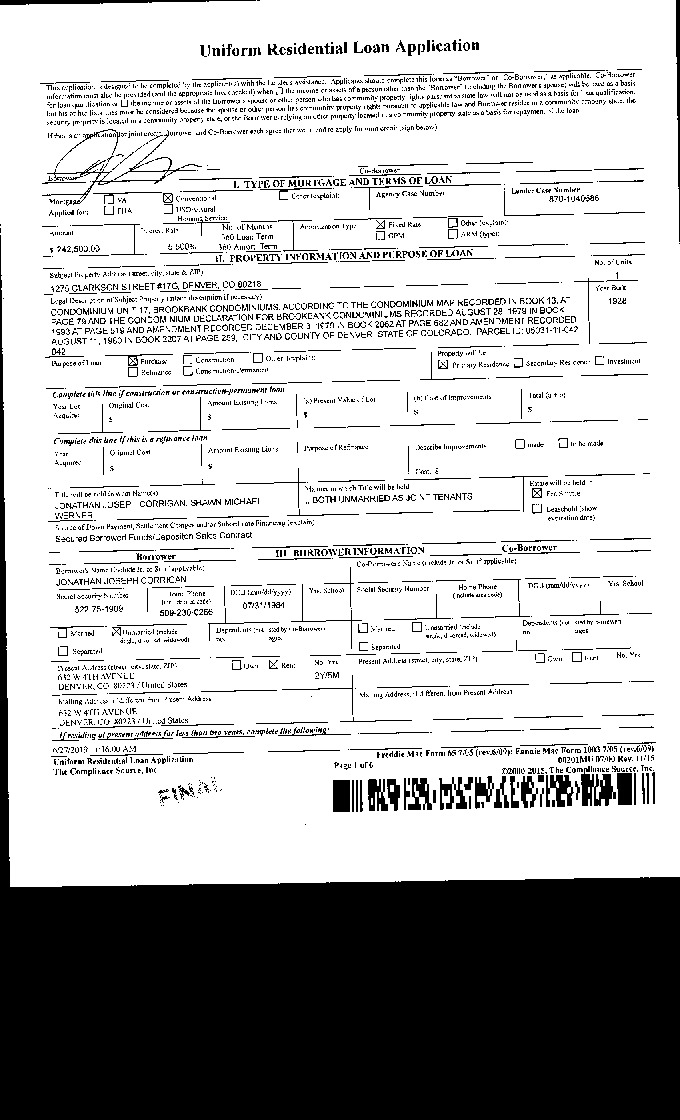 Uniform Residential Loan Application
This application is designed to be completed by the applicant(s) with the Lender's assistance. Applicants should complete this form as "Borrower" or "Co-Borrower," as applicable. Co-Borrower
information must also be provided (and the appropriate box checked) when ☐ the income or assets of a person other than the "Borrower" (including the Borrower's spouse) will be used as a basis
for loan qualification or ☐ the income or assets of the Borrower's spouse or other person who has community property rights pursuant to state law will not be used as a basis for loan qualification,
but his or her liabilities must be considered because the spouse or other person has community property rights pursuant to applicable law and Borrower resides in a community property state, the
security property is located in a community property state, or the Borrower is relying on other property located in a community property state as a basis for repayment of the loan.
If this is an application for joint credit, Borrower and Co-Borrower each agree that we intend to apply for joint credit (sign below)
Borrower Co-Borrower
I. TYPE OF MORTGAGE AND TERMS OF LOAN
Mortgage ☐ VA ☒ Conventional ☐ Other (explain): Agency Case Number Lender Case Number
Applied for: ☐ FHA ☐ USDA/Rural Housing Service 870-1040686
Amount Interest Rate No. of Months Amortization Type ☒ Fixed Rate ☐ Other (explain):
360 Loan Term ☐ GPM ☐ ARM (type):
$ 242,500.00 5.500% 360 Amort. Term
II. PROPERTY INFORMATION AND PURPOSE OF LOAN
Subject Property Address (street, city, state & ZIP) No. of Units
1275 CLARKSON STREET #17G, DENVER, CO 80218 1
Legal Description of Subject Property (attach description if necessary) Year Built
CONDOMINIUM UNIT 17, BROOKBANK CONDOMINIUMS, ACCORDING TO THE CONDOMINIUM MAP RECORDED IN BOOK 13, AT 1928
PAGE 79 AND THE CONDOMINIUM DECLARATION FOR BROOKBANK CONDOMINIUMS RECORDED AUGUST 28, 1979 IN BOOK
1993 AT PAGE 519 AND AMENDMENT RECORDED DECEMBER 3, 1979 IN BOOK 2062 AT PAGE 682 AND AMENDMENT RECORDED
AUGUST 11, 1980 IN BOOK 2207 AT PAGE 259, CITY AND COUNTY OF DENVER, STATE OF COLORADO. PARCEL ID: 05031-11-042
042
Purpose of Loan ☒ Purchase ☐ Construction ☐ Other (explain): Property will be:
☐ Refinance ☐ Construction-Permanent ☒ Primary Residence ☐ Secondary Residence ☐ Investment
Complete this line if construction or construction-permanent loan
Year Lot Acquired Original Cost Amount Existing Liens (a) Present Value of Lot (b) Cost of Improvements Total (a + b)
$ $ $ $ $
Complete this line if this is a refinance loan
Year Acquired Original Cost Amount Existing Liens Purpose of Refinance Describe Improvements ☐ made ☐ to be made
$ $ Cost: $
Title will be held in what Name(s) Manner in which Title will be held Estate will be held in:
JONATHAN JOSEPH CORRIGAN, SHAWN MICHAEL , BOTH UNMARRIED AS JOINT TENANTS ☒ Fee Simple
WERNER ☐ Leasehold (show expiration date)
Source of Down Payment, Settlement Charges and/or Subordinate Financing (explain)
Secured Borrowed Funds/Deposit on Sales Contract
Borrower III. BORROWER INFORMATION Co-Borrower
Borrower's Name (include Jr. or Sr. if applicable) Co-Borrower's Name (include Jr. or Sr. if applicable)
JONATHAN JOSEPH CORRIGAN
Social Security Number Home Phone (incl. area code) DOB (mm/dd/yyyy) Yrs. School Social Security Number Home Phone (include area code) DOB (mm/dd/yyyy) Yrs. School
522-75-1909 509-230-0266 07/31/1984
☐ Married ☒ Unmarried (include single, divorced, widowed) Dependents (not listed by Co-Borrower) ☐ Married ☐ Unmarried (include single, divorced, widowed) Dependents (not listed by Borrower)
☐ Separated no. ages ☐ Separated no. ages
Present Address (street, city, state, ZIP) ☐ Own ☒ Rent No. Yrs. Present Address (street, city, state, ZIP) ☐ Own ☐ Rent No. Yrs.
632 W 4TH AVENUE 2Y/5M
DENVER, CO 80223 / United States
Mailing Address, if different from Present Address Mailing Address, if different from Present Address
632 W 4TH AVENUE
DENVER, CO 80223 / United States
If residing at present address for less than two years, complete the following:
6/27/2019 :16:00 AM Freddie Mac Form 65 7/05 (rev.6/09); Fannie Mae Form 1003 7/05 (rev.6/09)
Uniform Residential Loan Application Page 1 of 6 00201MU 07/00 Rev. 11/15
The Compliance Source, Inc ©2000-2015, The Compliance Source, Inc.
FINAL